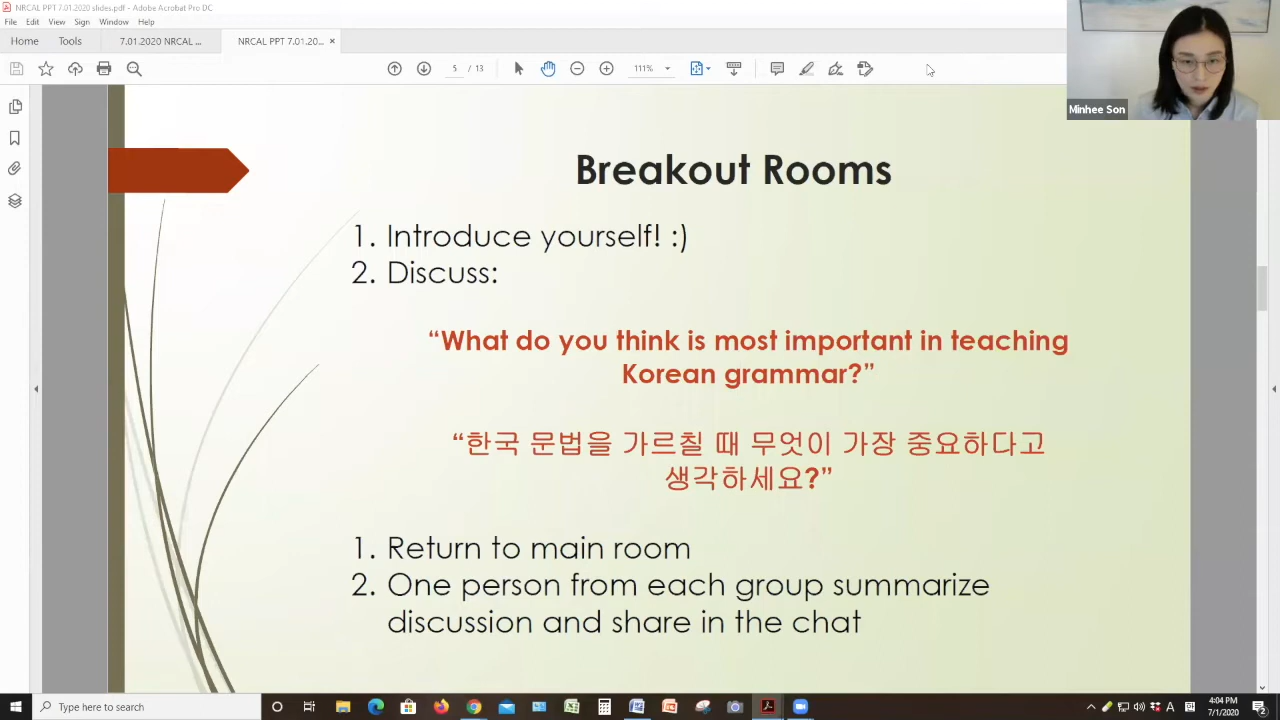 NRCAL PPT 7.01.2020 slides.pdf - Adobe Acrobat Pro DC
File Edit View Sign Window Help
Home Tools 7.01.2020 NRCAL ... NRCAL PPT 7.01.20... ×
5 / 13 111%
Minhee Son
Breakout Rooms
1. Introduce yourself! :)
2. Discuss:
“What do you think is most important in teaching
Korean grammar?”
“한국 문법을 가르칠 때 무엇이 가장 중요하다고
생각하세요?”
1. Return to main room
2. One person from each group summarize
discussion and share in the chat
Type here to search
A
4:04 PM
7/1/2020
2